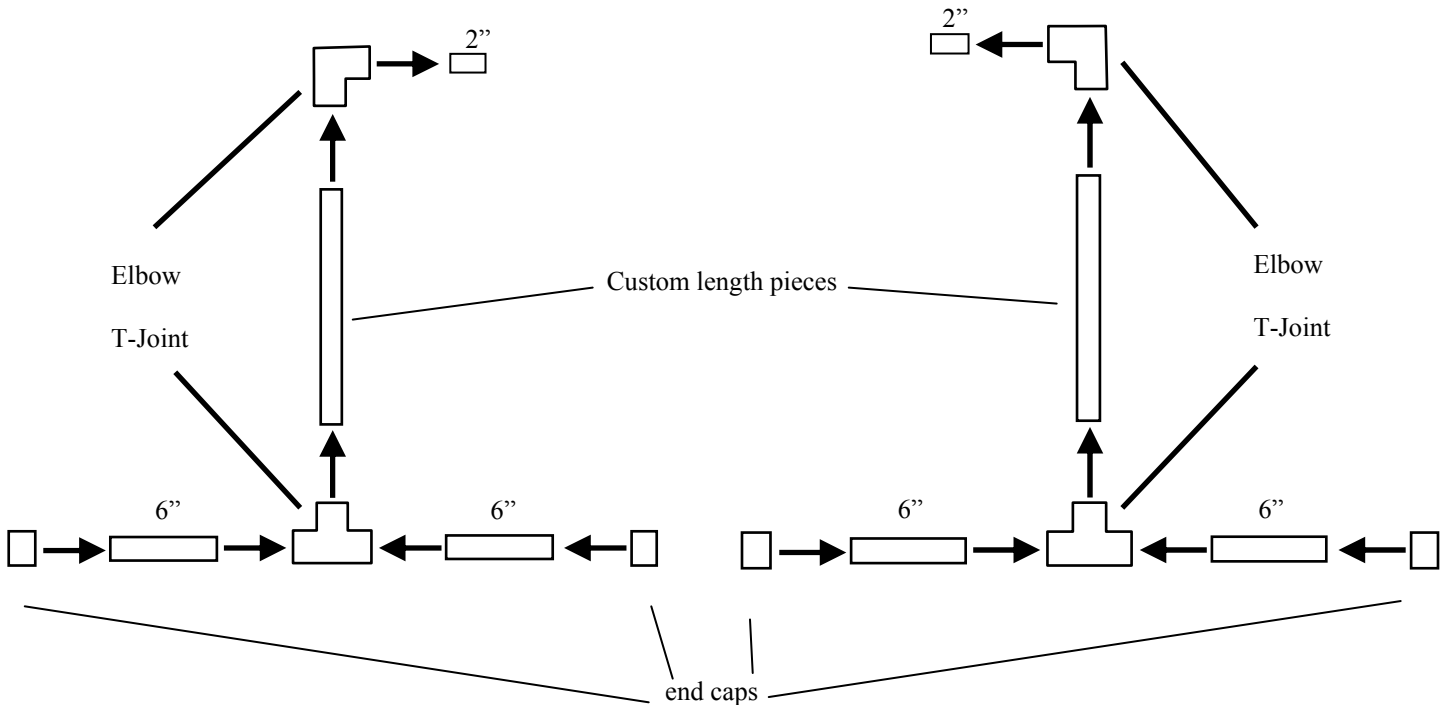 2”
2”
Elbow
Custom length pieces
Elbow
T-Joint
T-Joint
6”
6”
6”
6”
end caps